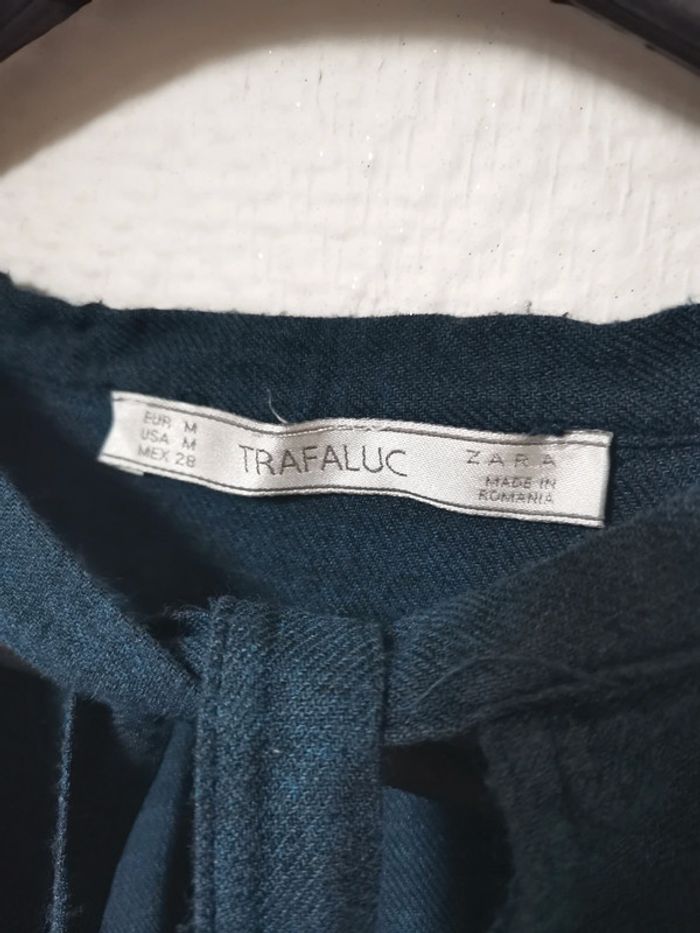 EUR M
USA M
MEX 28
TRAFALUC
ZARA
MADE IN
ROMANIA